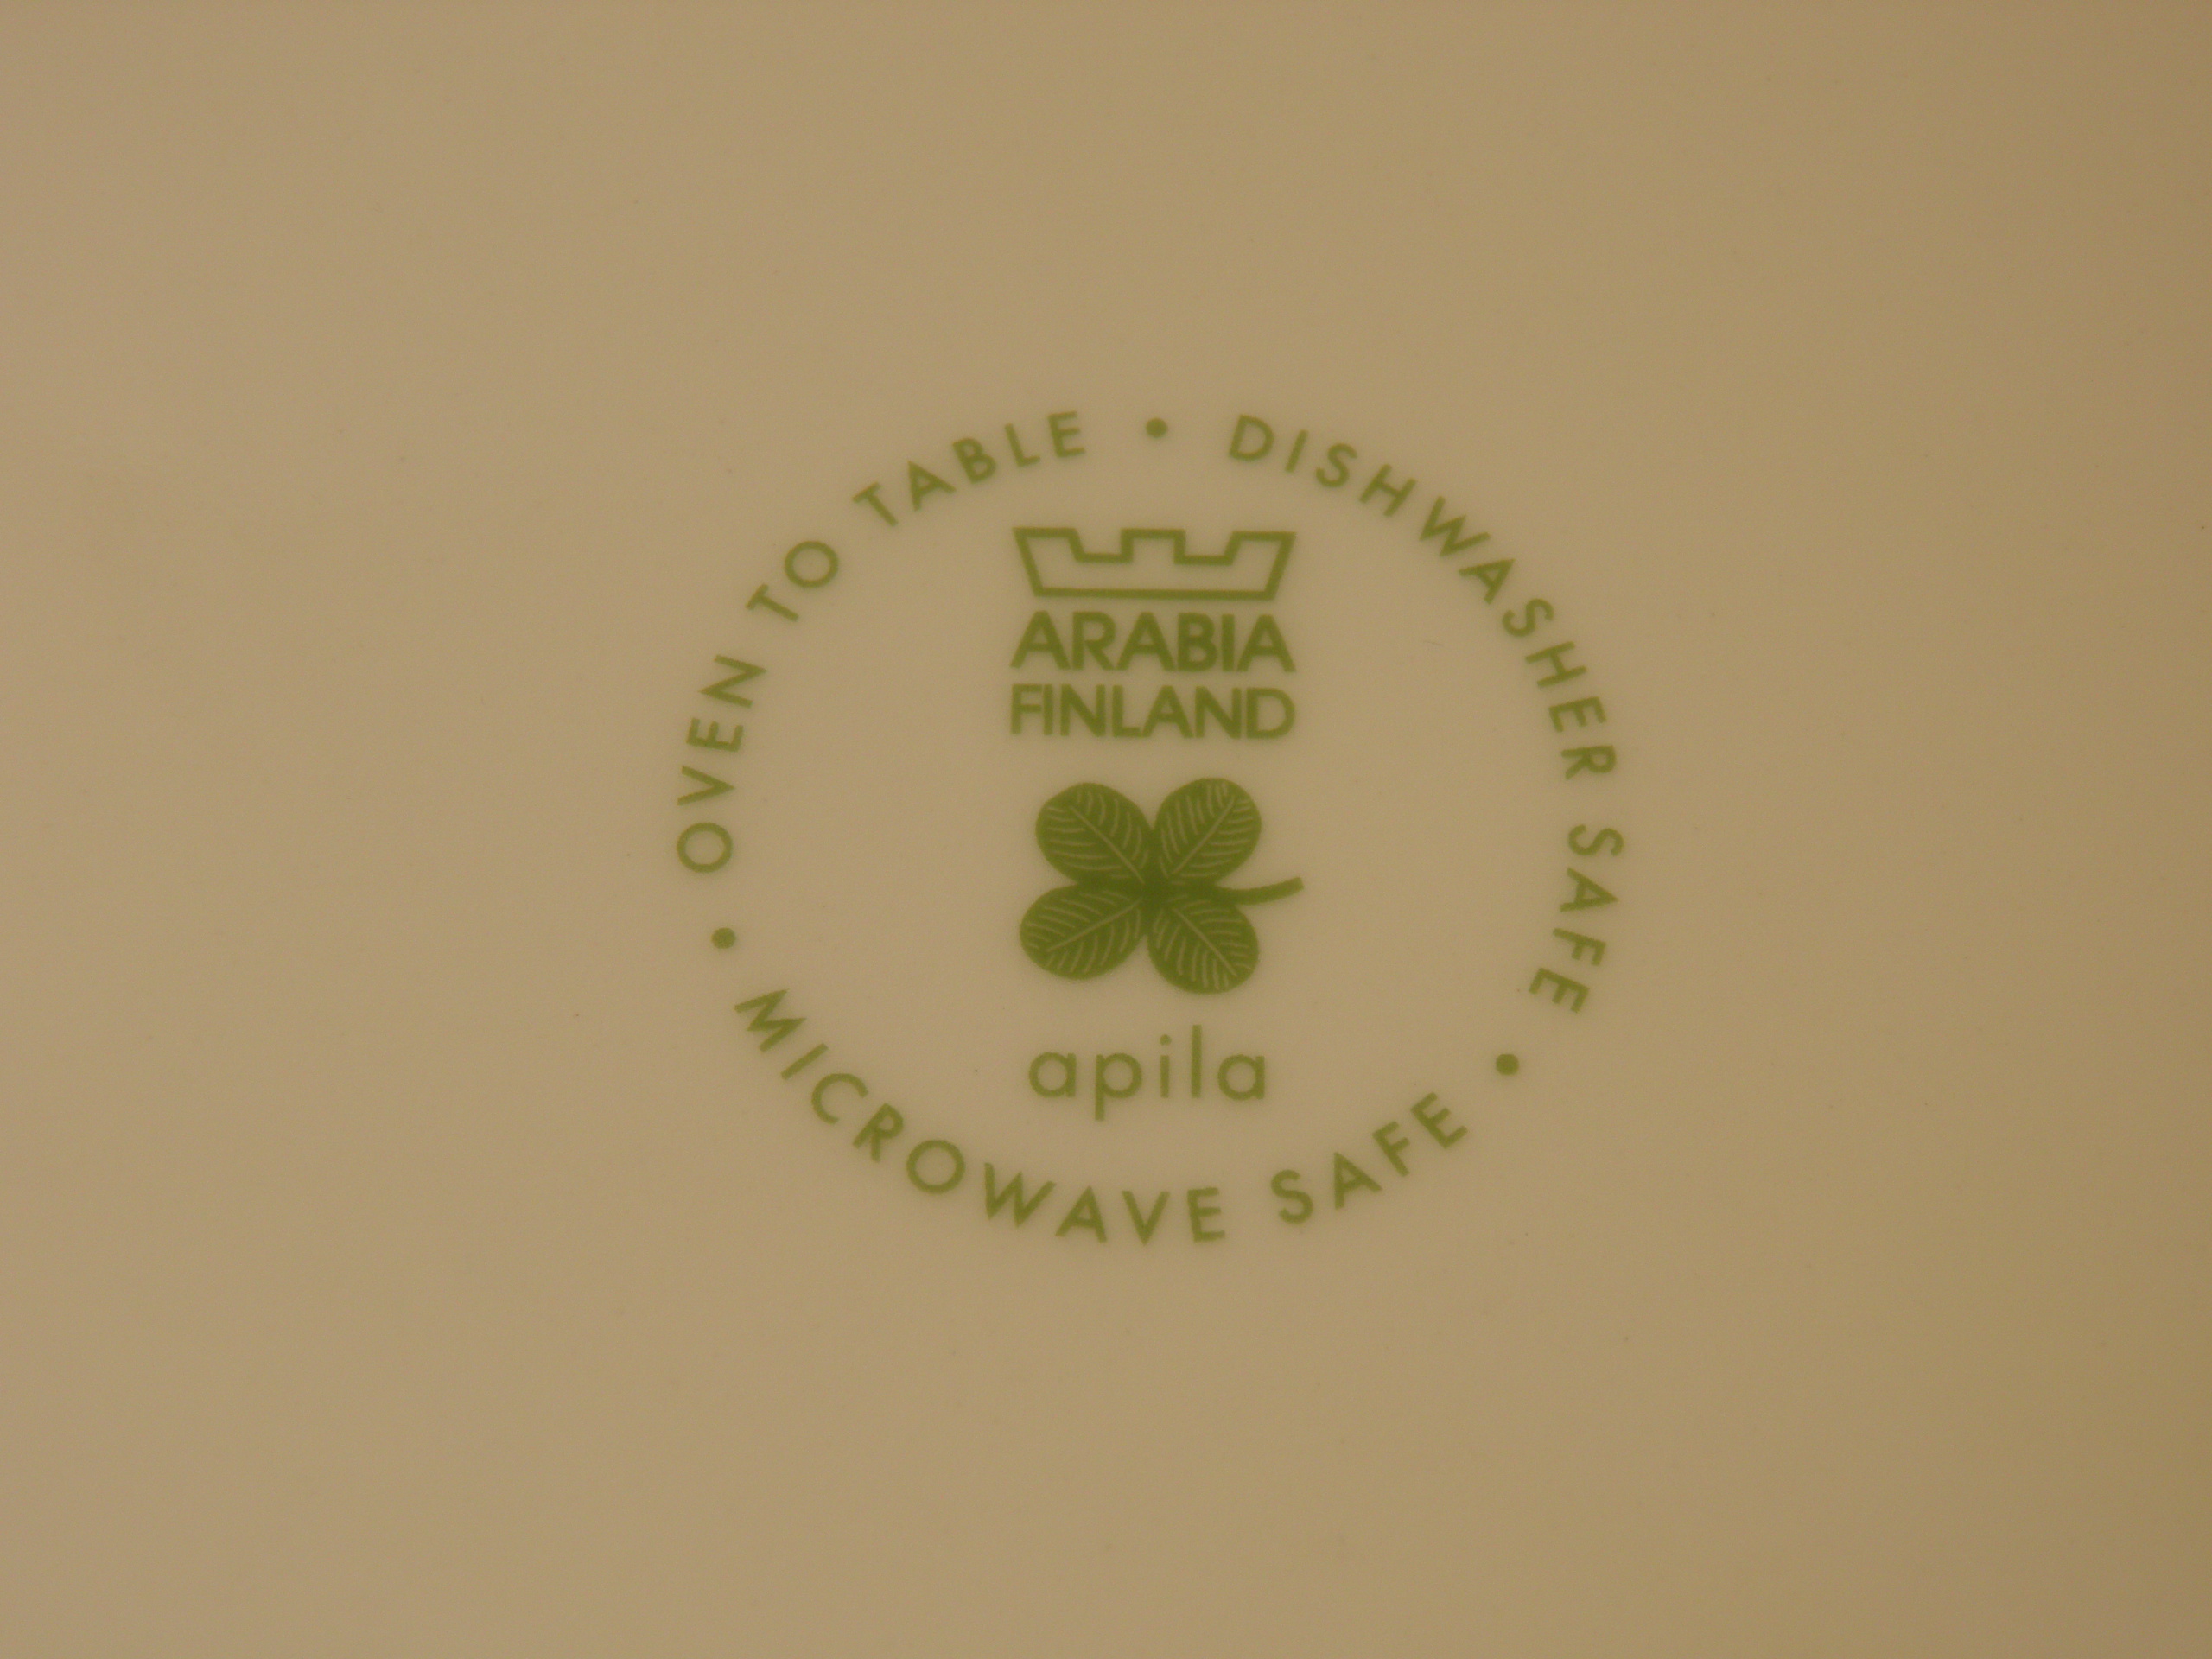 OVEN TO TABLE • DISHWASHER SAFE • MICROWAVE SAFE •
ARABIA
FINLAND
apila